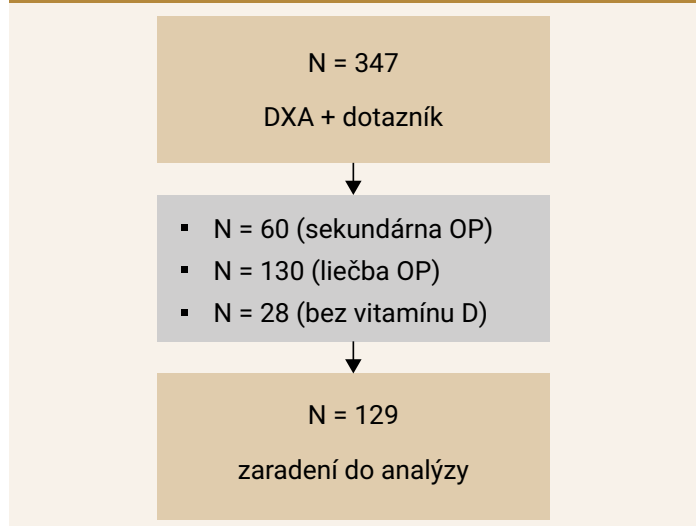 N = 347
DXA + dotazník
▪ N = 60 (sekundárna OP)
▪ N = 130 (liečba OP)
▪ N = 28 (bez vitamínu D)
N = 129
zaradení do analýzy